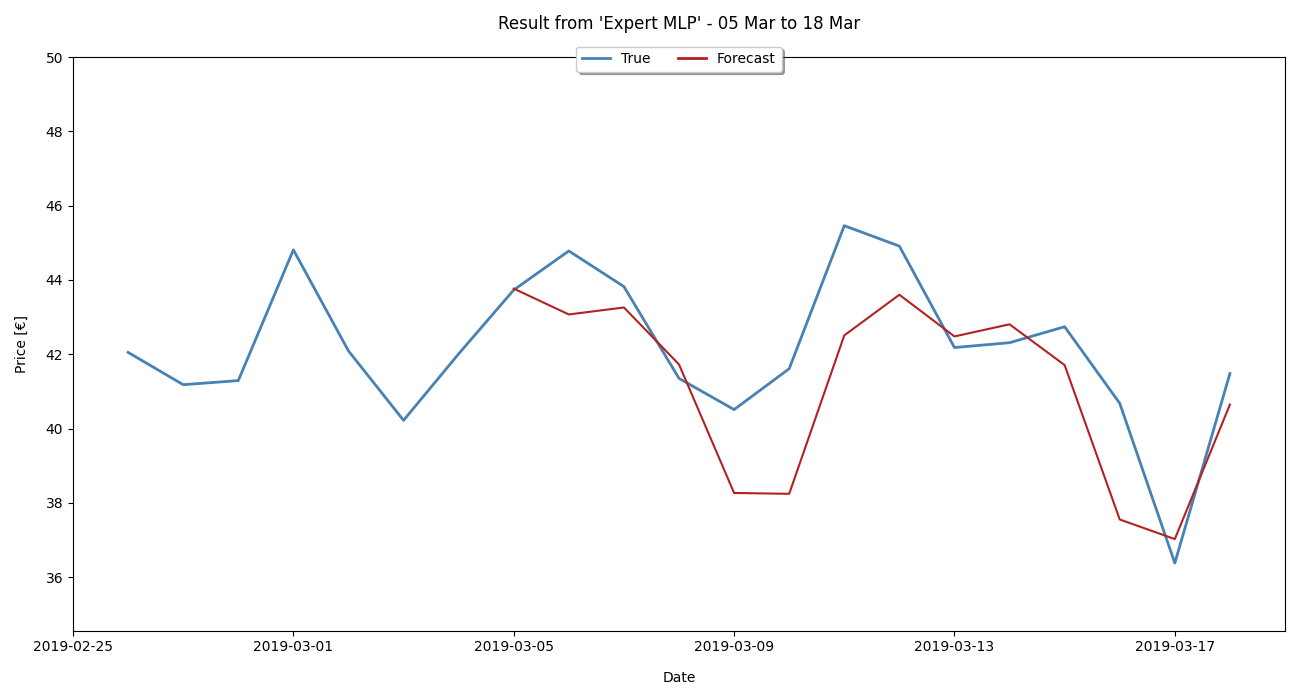 Result from 'Expert MLP' - 05 Mar to 18 Mar
True Forecast
50
48
46
44
42
40
38
36
Price [€]
2019-02-25 2019-03-01 2019-03-05 2019-03-09 2019-03-13 2019-03-17
Date